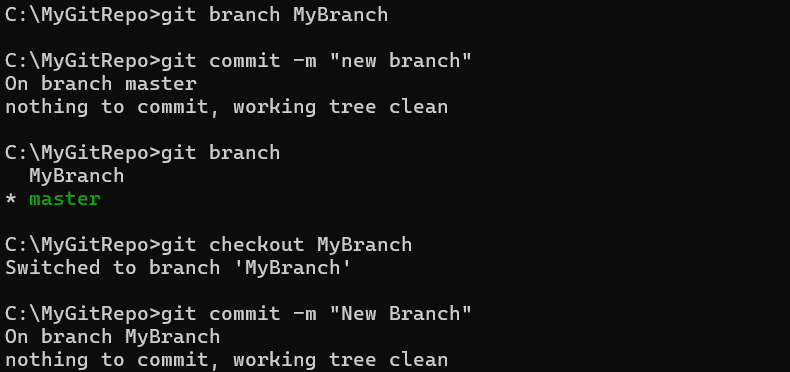 C:\MyGitRepo>git branch MyBranch
C:\MyGitRepo>git commit -m "new branch"
On branch master
nothing to commit, working tree clean
C:\MyGitRepo>git branch
  MyBranch
* master
C:\MyGitRepo>git checkout MyBranch
Switched to branch 'MyBranch'
C:\MyGitRepo>git commit -m "New Branch"
On branch MyBranch
nothing to commit, working tree clean